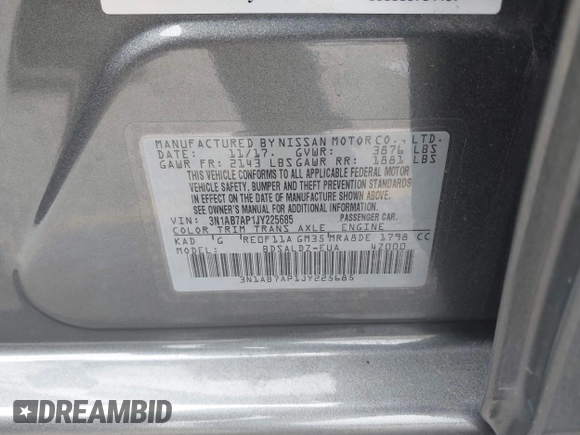 MANUFACTURED BY NISSAN MOTOR CO., LTD.
DATE: 11/17. GVWR: 3876 LBS
GAWR FR: 2143 LBS GAWR RR: 1881 LBS
THIS VEHICLE CONFORMS TO ALL APPLICABLE FEDERAL MOTOR
VEHICLE SAFETY, BUMPER AND THEFT PREVENTION STANDARDS
IN EFFECT ON THE DATE OF MANUFACTURE SHOWN ABOVE.
SEE OWNER'S MANUAL FOR ADDITIONAL INFORMATION.
VIN: 3N1AB7AP1JY225685 PASSENGER CAR.
COLOR TRIM TRANS AXLE ENGINE
KAD G RE0F11A GM35 MRA8DE 1798 CC
MODEL: BDSALD7-EUA 47000
3N1AB7AP1JY225685
DREAMBID